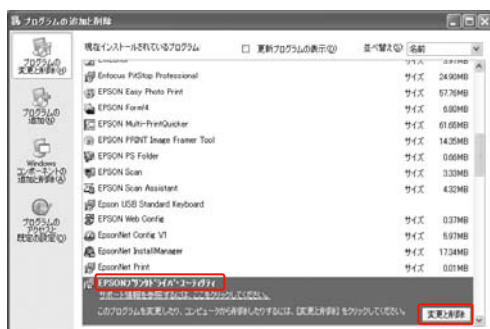 プログラムの追加と削除
現在インストールされているプログラム
更新プログラムの表示(D)
並べ替え(S):
名前
プログラムの
変更と削除(H)
プログラムの
追加(N)
Windows
コンポーネントの
追加と削除(A)
プログラムの
アクセスと
既定の設定(O)
サイズ 3.97MB
Enfocus PitStop Professional サイズ 24.90MB
EPSON Easy Photo Print サイズ 57.76MB
EPSON Form!4 サイズ 6.80MB
EPSON Multi-PrintQuicker サイズ 61.65MB
EPSON PRINT Image Framer Tool サイズ 14.35MB
EPSON PS Folder サイズ 0.66MB
EPSON Scan サイズ 3.33MB
EPSON Scan Assistant サイズ 4.32MB
Epson USB Standard Keyboard
EPSON Web Config サイズ 0.37MB
EpsonNet Config V1 サイズ 5.97MB
EpsonNet InstallManager サイズ 17.34MB
EpsonNet Print サイズ 0.01MB
EPSONプリンタドライバ・ユーティリティ
サポート情報を参照するには、ここをクリックしてください。
このプログラムを変更したり、コンピュータから削除したりするには、[変更と削除] をクリックしてください。
変更と削除